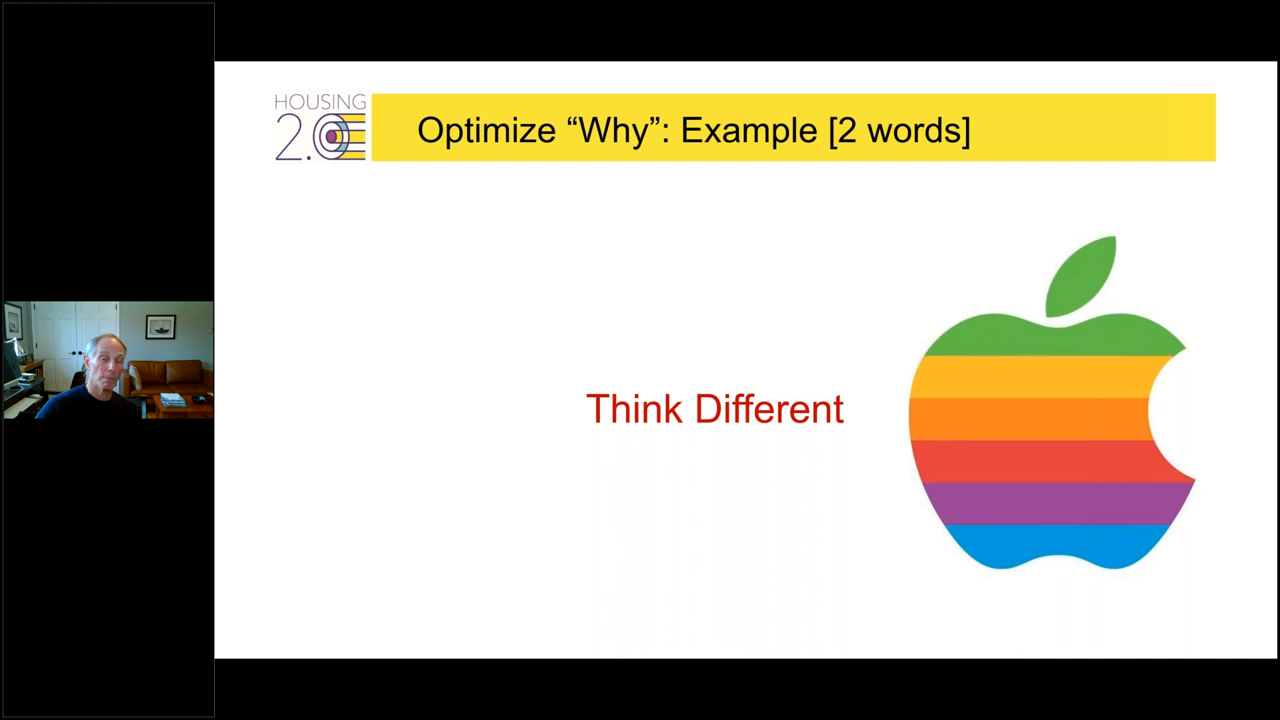 HOUSING
2.0
Optimize “Why”: Example [2 words]
Think Different